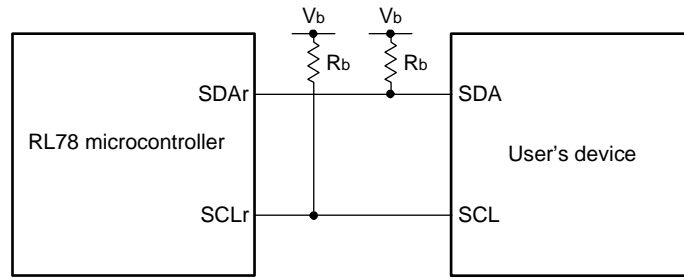 Vb Vb
Rb Rb
SDAr SDA
RL78 microcontroller User's device
SCLr SCL